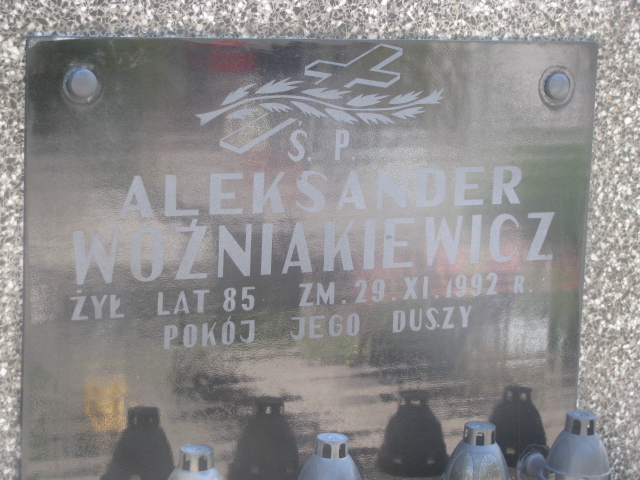 Ś. P.
ALEKSANDER
WOŹNIAKIEWICZ
ŻYŁ LAT 85 ZM. 29. XI. 1992 R.
POKÓJ JEGO DUSZY